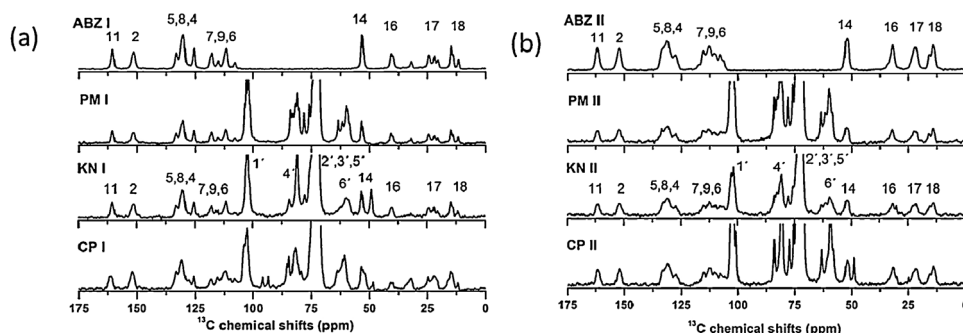 (a)
ABZ I
11 2 5,8,4 7,9,6 14 16 17 18
PM I
KN I
11 2 5,8,4 7,9,6 1´ 4´ 2´,3´,5´ 6´ 14 16 17 18
CP I
175 150 125 100 75 50 25 0
¹³C chemical shifts (ppm)
(b)
ABZ II
11 2 5,8,4 7,9,6 14 16 17 18
PM II
KN II
11 2 5,8,4 7,9,6 1´ 4´ 2´,3´,5´ 6´ 14 16 17 18
CP II
175 150 125 100 75 50 25 0
¹³C chemical shifts (ppm)